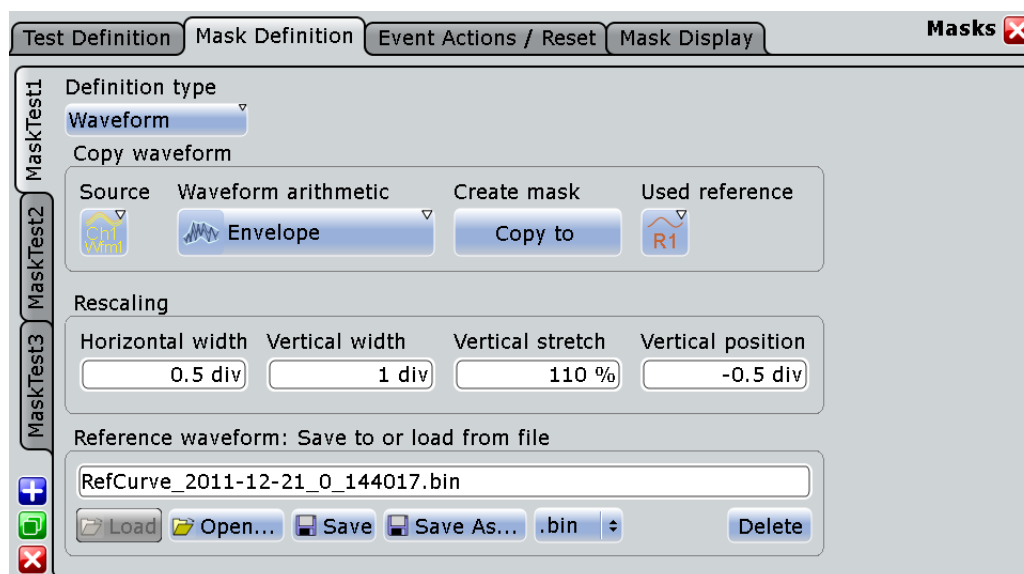 Test Definition
Mask Definition
Event Actions / Reset
Mask Display
Masks
MaskTest1
MaskTest2
MaskTest3
Definition type
Waveform
Copy waveform
Source
Waveform arithmetic
Create mask
Used reference
Ch1
Wfm1
Envelope
Copy to
R1
Rescaling
Horizontal width
Vertical width
Vertical stretch
Vertical position
0.5 div
1 div
110 %
-0.5 div
Reference waveform: Save to or load from file
RefCurve_2011-12-21_0_144017.bin
Load
Open...
Save
Save As...
.bin
Delete